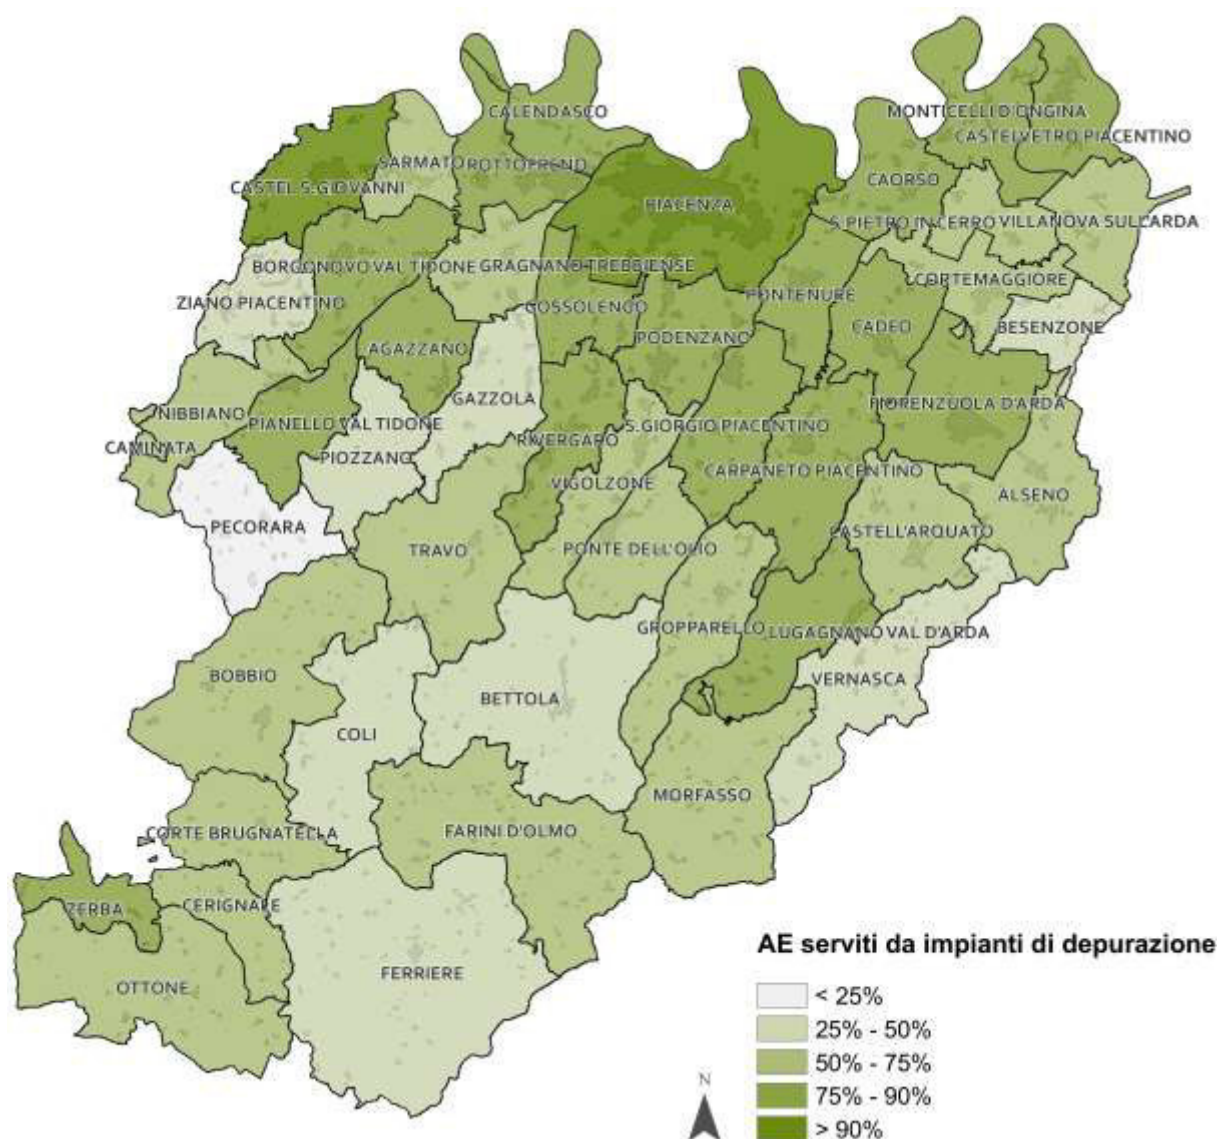 CALENDASCO
MONTICELLI D'ONGINA
CASTELVETRO PIACENTINO
SARMATO
ROTTOFRENO
CASTEL S.GIOVANNI
CAORSO
PIACENZA
S.PIETRO IN CERRO
VILLANOVA SULL'ARDA
BORGONOVO VAL TIDONE
GRAGNANO TREBBIENSE
CORTEMAGGIORE
ZIANO PIACENTINO
GOSSOLENGO
PONTENURE
CADEO
BESENZONE
PODENZANO
AGAZZANO
GAZZOLA
FIORENZUOLA D'ARDA
NIBBIANO
PIANELLO VAL TIDONE
S.GIORGIO PIACENTINO
CAMINATA
RIVERGARO
PIOZZANO
CARPANETO PIACENTINO
VIGOLZONE
ALSENO
PECORARA
CASTELL'ARQUATO
TRAVO
PONTE DELL'OLIO
GROPPARELLO
LUGAGNANO VAL D'ARDA
BOBBIO
VERNASCA
BETTOLA
COLI
MORFASSO
CORTE BRUGNATELLA
FARINI D'OLMO
ZERBA
CERIGNALE
FERRIERE
OTTONE
AE serviti da impianti di depurazione
< 25%
25% - 50%
50% - 75%
75% - 90%
> 90%
N